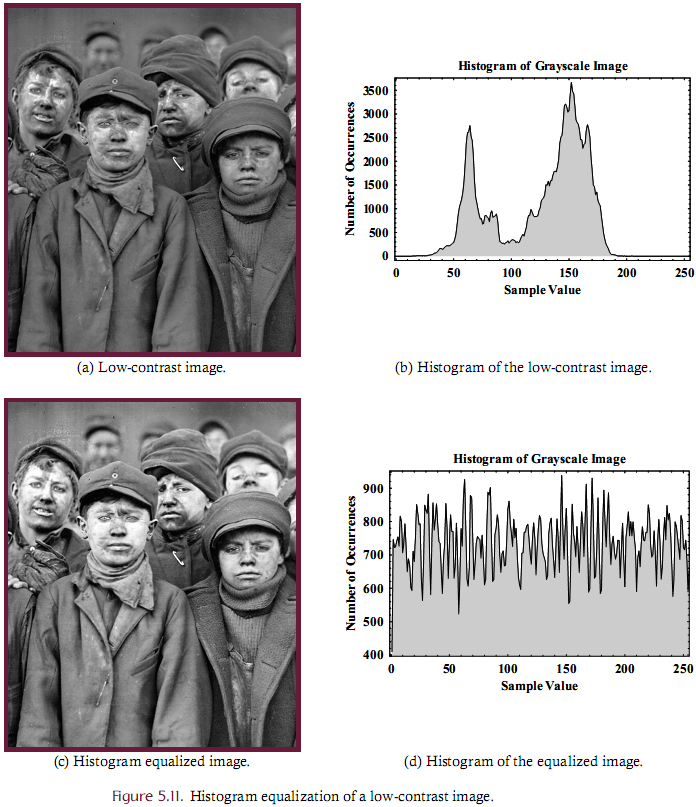 Histogram of Grayscale Image
Number of Occurrences
3500
3000
2500
2000
1500
1000
500
0
0 50 100 150 200 250
Sample Value
(a) Low-contrast image.
(b) Histogram of the low-contrast image.
Histogram of Grayscale Image
Number of Occurrences
900
800
700
600
500
400
0 50 100 150 200 250
Sample Value
(c) Histogram equalized image.
(d) Histogram of the equalized image.
Figure 5.11. Histogram equalization of a low-contrast image.